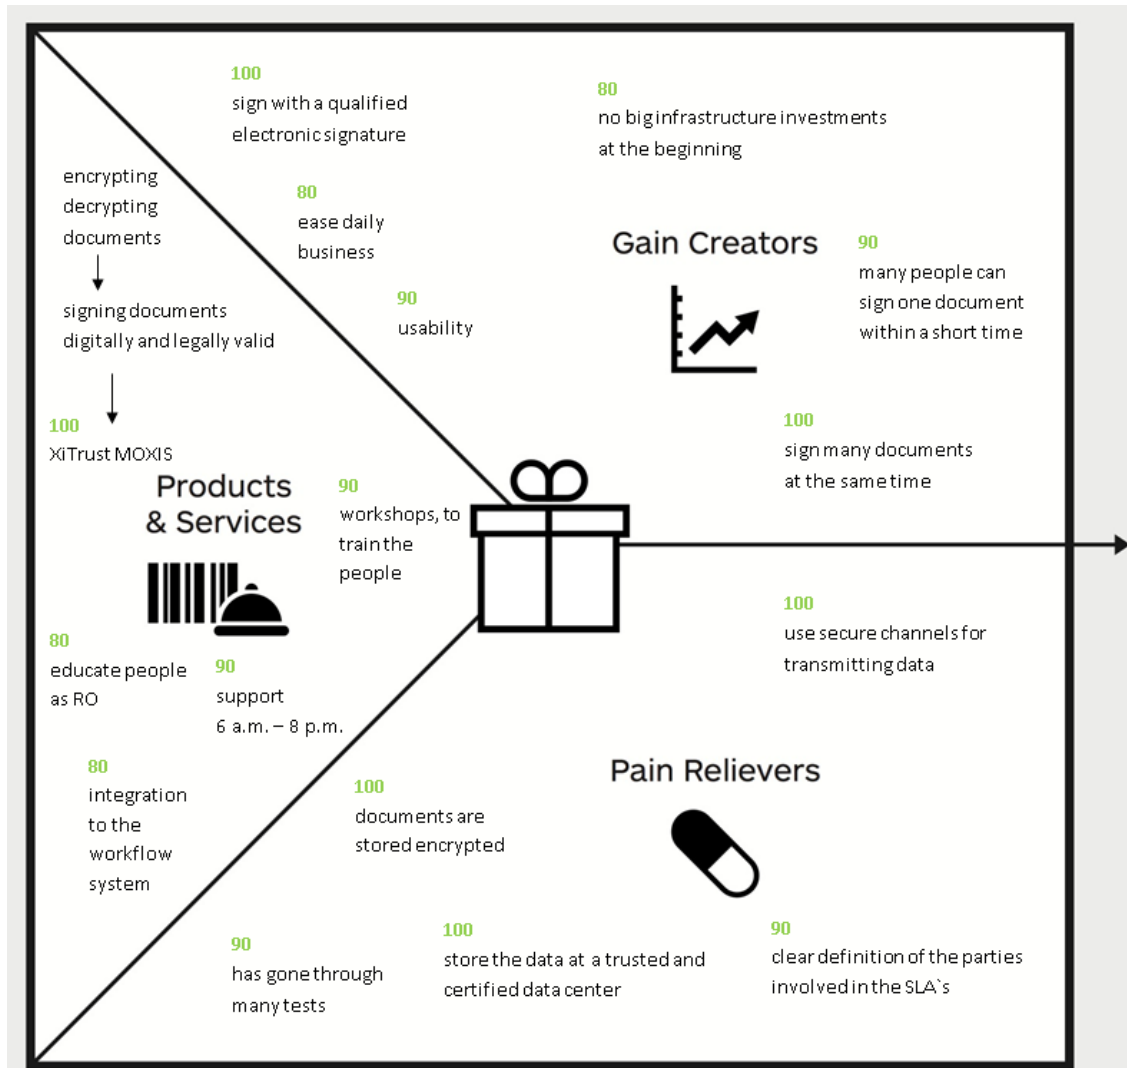 100
sign with a qualified
electronic signature
80
no big infrastructure investments
at the beginning
encrypting
decrypting
documents
80
ease daily
business
Gain Creators
90
many people can
sign one document
within a short time
signing documents
digitally and legally valid
90
usability
100
XiTrust MOXIS
100
sign many documents
at the same time
Products
& Services
90
workshops, to
train the
people
80
educate people
as RO
90
support
6 a.m. – 8 p.m.
100
use secure channels for
transmitting data
80
integration
to the
workflow
system
Pain Relievers
100
documents are
stored encrypted
90
has gone through
many tests
100
store the data at a trusted and
certified data center
90
clear definition of the parties
involved in the SLA`s